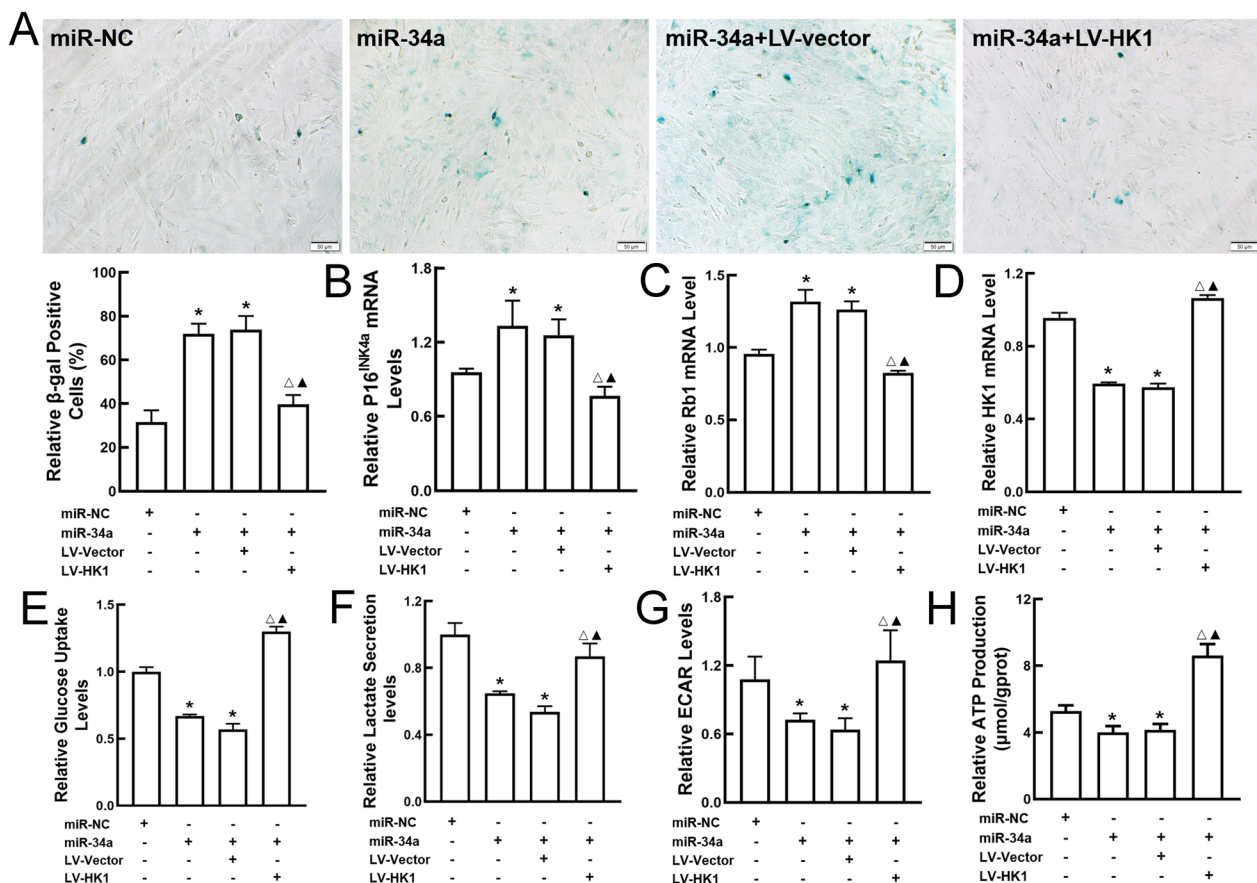 A
miR-NC
miR-34a
miR-34a+LV-vector
miR-34a+LV-HK1
50 µm
50 µm
50 µm
50 µm
Relative β-gal Positive
Cells (%)
100
80
60
40
20
0
*
*
△▲
miR-NC + - - -
miR-34a - + + +
LV-Vector - - + -
LV-HK1 - - - +
B
Relative P16INK4a mRNA
Levels
1.8
1.2
0.6
0.0
*
*
△▲
miR-NC + - - -
miR-34a - + + +
LV-Vector - - + -
LV-HK1 - - - +
C
Relative Rb1 mRNA Level
1.5
1.0
0.5
0.0
*
*
△▲
miR-NC + - - -
miR-34a - + + +
LV-Vector - - + -
LV-HK1 - - - +
D
Relative HK1 mRNA Level
1.2
0.8
0.4
0.0
*
*
△▲
miR-NC + - - -
miR-34a - + + +
LV-Vector - - + -
LV-HK1 - - - +
E
Relative Glucose Uptake
Levels
1.5
1.0
0.5
0.0
*
*
△▲
miR-NC + - - -
miR-34a - + + +
LV-Vector - - + -
LV-HK1 - - - +
F
Relative Lactate Secretion
levels
1.2
0.9
0.6
0.3
0.0
*
*
△▲
miR-NC + - - -
miR-34a - + + +
LV-Vector - - + -
LV-HK1 - - - +
G
Relative ECAR Levels
1.8
1.2
0.6
0.0
*
*
△▲
miR-NC + - - -
miR-34a - + + +
LV-Vector - - + -
LV-HK1 - - - +
H
Relative ATP Production
(µmol/gprot)
12
8
4
0
*
*
△▲
miR-NC + - - -
miR-34a - + + +
LV-Vector - - + -
LV-HK1 - - - +